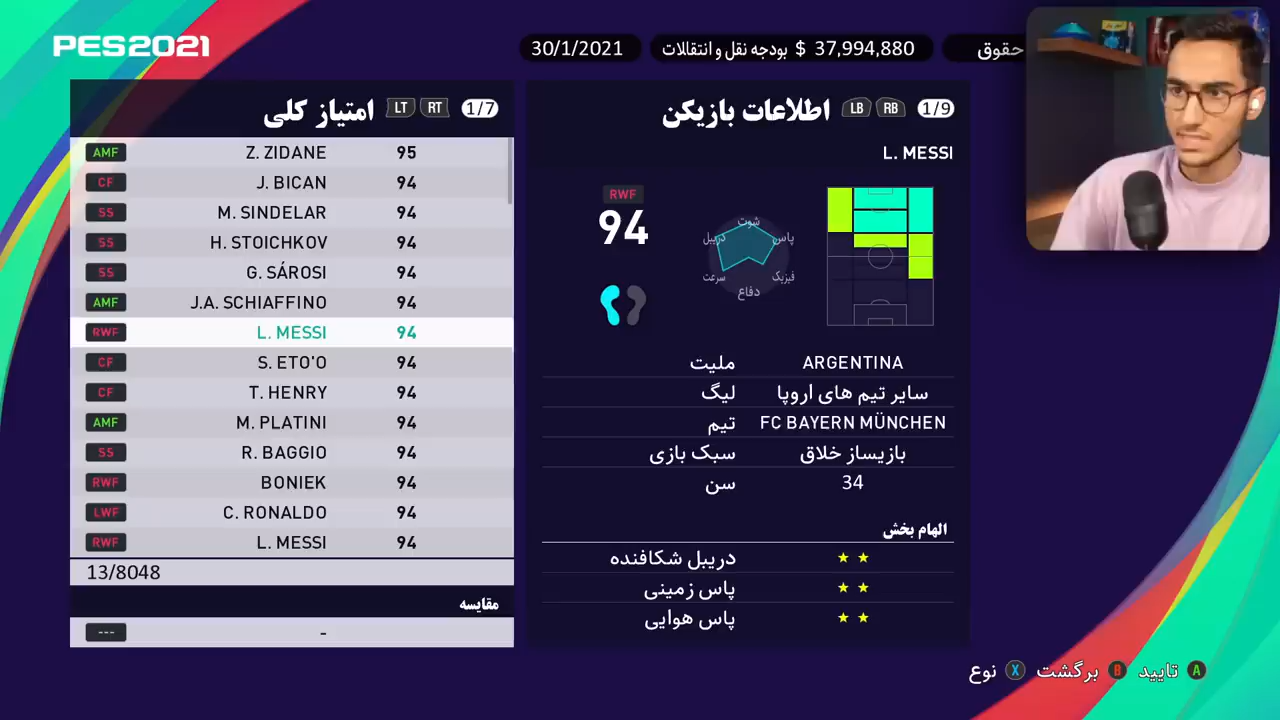 PES2021
30/1/2021
بودجه نقل و انتقالات $ 37,994,880
حقوق
امتیاز کلی LT RT 1/7
AMF Z. ZIDANE 95
CF J. BICAN 94
SS M. SINDELAR 94
SS H. STOICHKOV 94
SS G. SÁROSI 94
AMF J.A. SCHIAFFINO 94
RWF L. MESSI 94
CF S. ETO'O 94
CF T. HENRY 94
AMF M. PLATINI 94
SS R. BAGGIO 94
RWF BONIEK 94
LWF C. RONALDO 94
RWF L. MESSI 94
13/8048
مقایسه
--- -
اطلاعات بازیکن LB RB 1/9
L. MESSI
RWF
94
شوت
پاس
فیزیک
دفاع
سرعت
دریبل
ملیت ARGENTINA
لیگ سایر تیم های اروپا
تیم FC BAYERN MÜNCHEN
سبک بازی بازیساز خلاق
سن 34
الهام بخش
دریبل شکافنده ★ ★
پاس زمینی ★ ★
پاس هوایی ★ ★
A تایید B برگشت X نوع